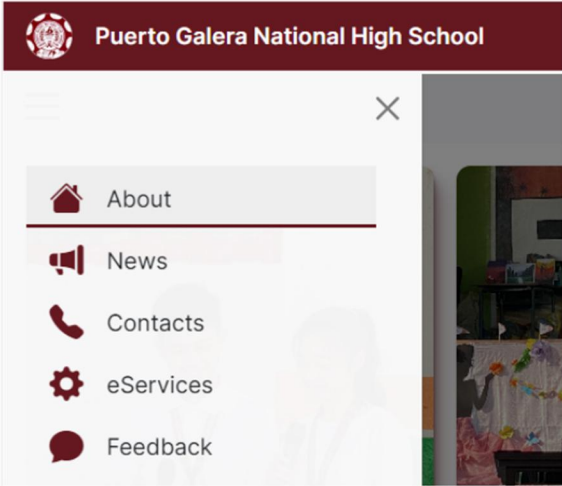 Puerto Galera National High School
About
News
Contacts
eServices
Feedback